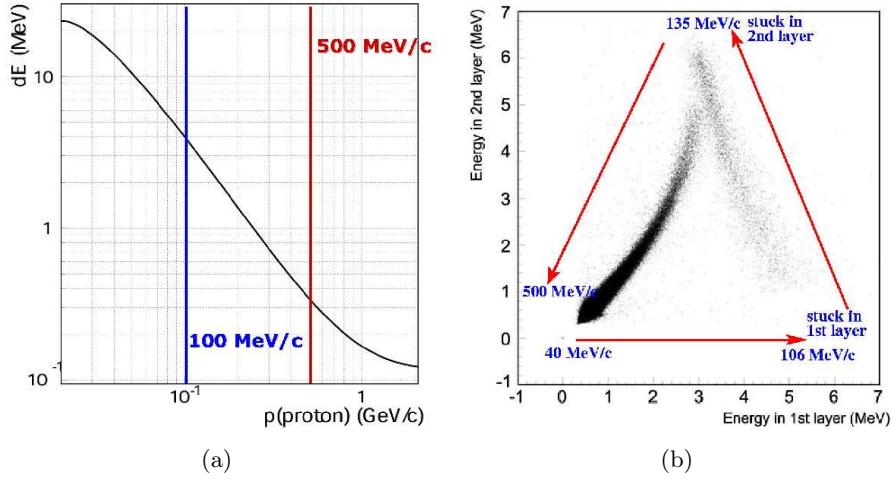 dE (MeV)
10
1
10⁻¹
500 MeV/c
100 MeV/c
10⁻¹
1
p(proton) (GeV/c)
(a)
Energy in 2nd layer (MeV)
7
6
5
4
3
2
1
0
-1
135 MeV/c
stuck in
2nd layer
500 MeV/c
stuck in
1st layer
40 MeV/c
106 MeV/c
-1 0 1 2 3 4 5 6 7
Energy in 1st layer (MeV)
(b)